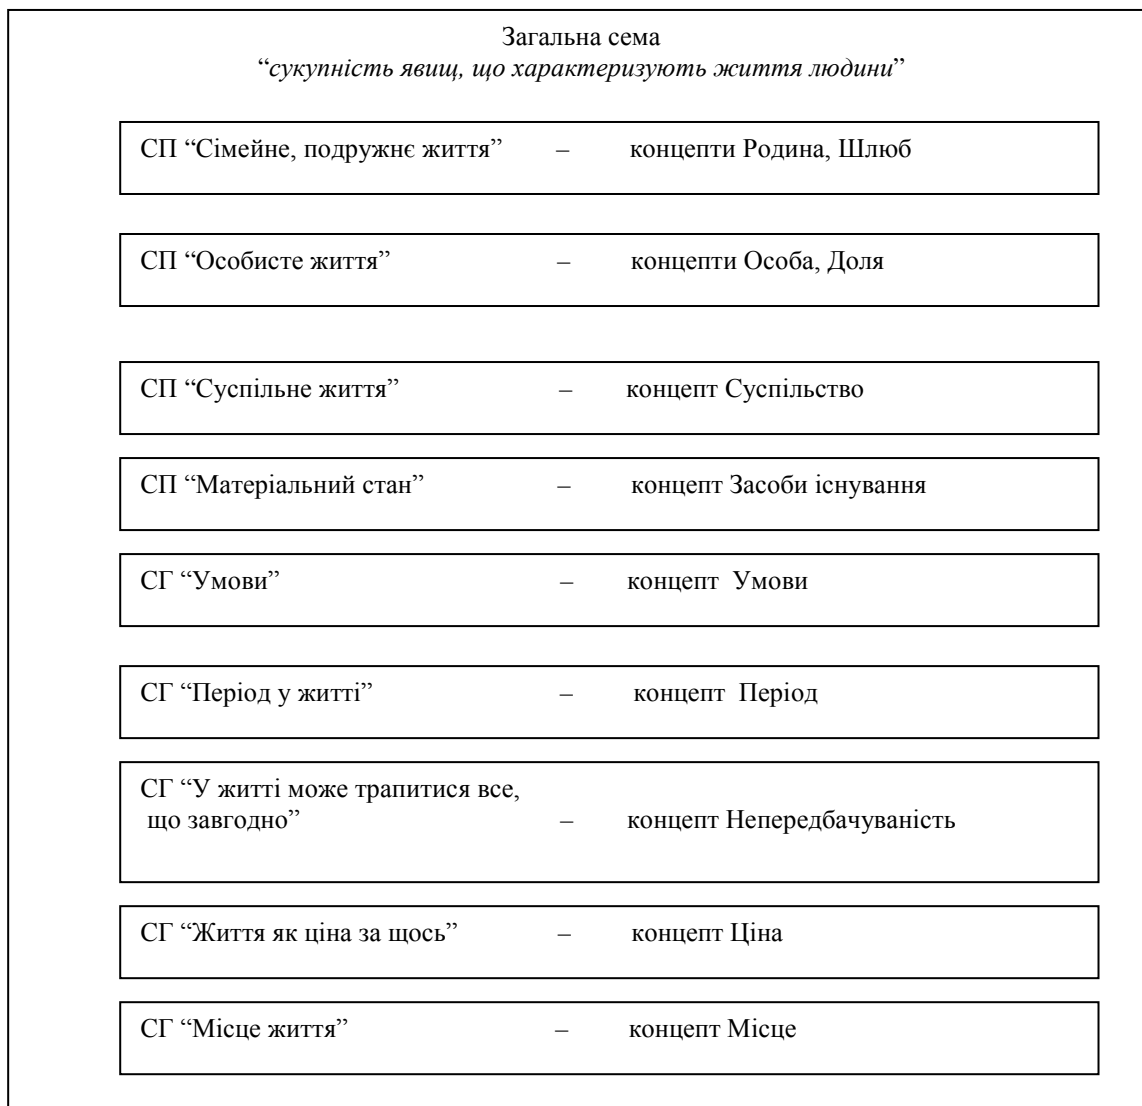 Загальна сема
“сукупність явищ, що характеризують життя людини”
СП “Сімейне, подружнє життя” – концепти Родина, Шлюб
СП “Особисте життя” – концепти Особа, Доля
СП “Суспільне життя” – концепт Суспільство
СП “Матеріальний стан” – концепт Засоби існування
СГ “Умови” – концепт Умови
СГ “Період у житті” – концепт Період
СГ “У житті може трапитися все,
що завгодно” – концепт Непередбачуваність
СГ “Життя як ціна за щось” – концепт Ціна
СГ “Місце життя” – концепт Місце